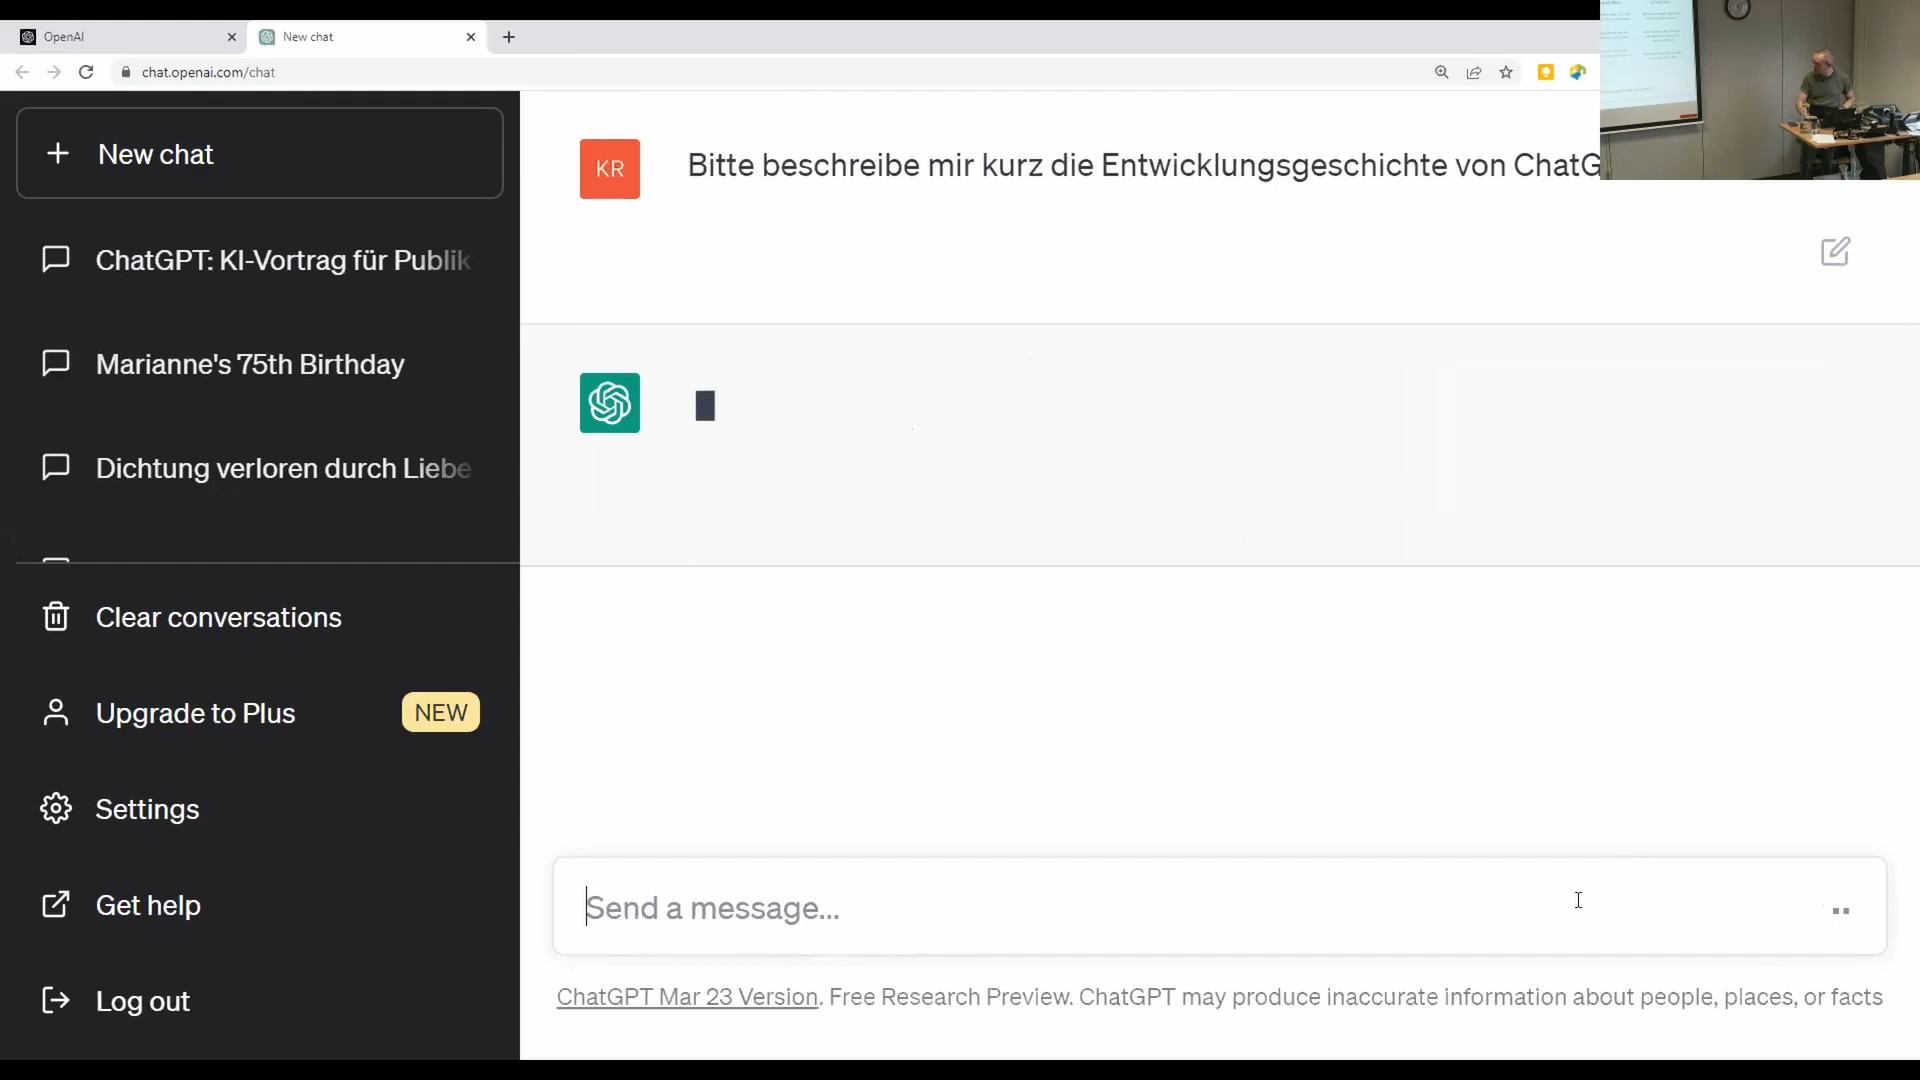 OpenAI
New chat
chat.openai.com/chat
New chat
ChatGPT: KI-Vortrag für Publik
Marianne's 75th Birthday
Dichtung verloren durch Liebe
Clear conversations
Upgrade to Plus
NEW
Settings
Get help
Log out
KR
Bitte beschreibe mir kurz die Entwicklungsgeschichte von ChatG
Send a message...
ChatGPT Mar 23 Version. Free Research Preview. ChatGPT may produce inaccurate information about people, places, or facts